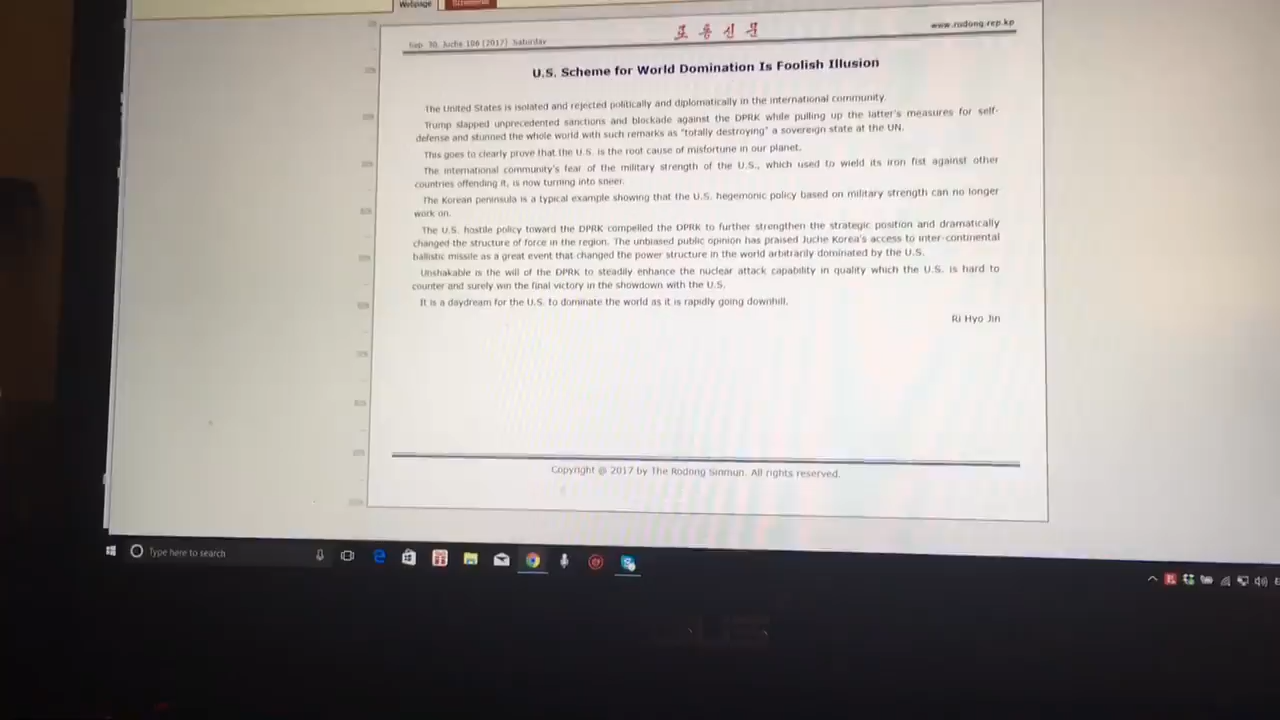 Webpage
Screenshot
Sep. 30, Juche 106 (2017) Saturday
로동신문
www.rodong.rep.kp
U.S. Scheme for World Domination Is Foolish Illusion
The United States is isolated and rejected politically and diplomatically in the international community.
Trump slapped unprecedented sanctions and blockade against the DPRK while pulling up the latter's measures for self-
defense and stunned the whole world with such remarks as "totally destroying" a sovereign state at the UN.
This goes to clearly prove that the U.S. is the root cause of misfortune in our planet.
The international community's fear of the military strength of the U.S., which used to wield its iron fist against other
countries offending it, is now turning into sneer.
The Korean peninsula is a typical example showing that the U.S. hegemonic policy based on military strength can no longer
work on.
The U.S. hostile policy toward the DPRK compelled the DPRK to further strengthen the strategic position and dramatically
changed the structure of force in the region. The unbiased public opinion has praised Juche Korea's access to inter-continental
ballistic missile as a great event that changed the power structure in the world arbitrarily dominated by the U.S.
Unshakable is the will of the DPRK to steadily enhance the nuclear attack capability in quality which the U.S. is hard to
counter and surely win the final victory in the showdown with the U.S.
It is a daydream for the U.S. to dominate the world as it is rapidly going downhill.
Ri Hyo Jin
Copyright @ 2017 by The Rodong Sinmun. All rights reserved.
Type here to search